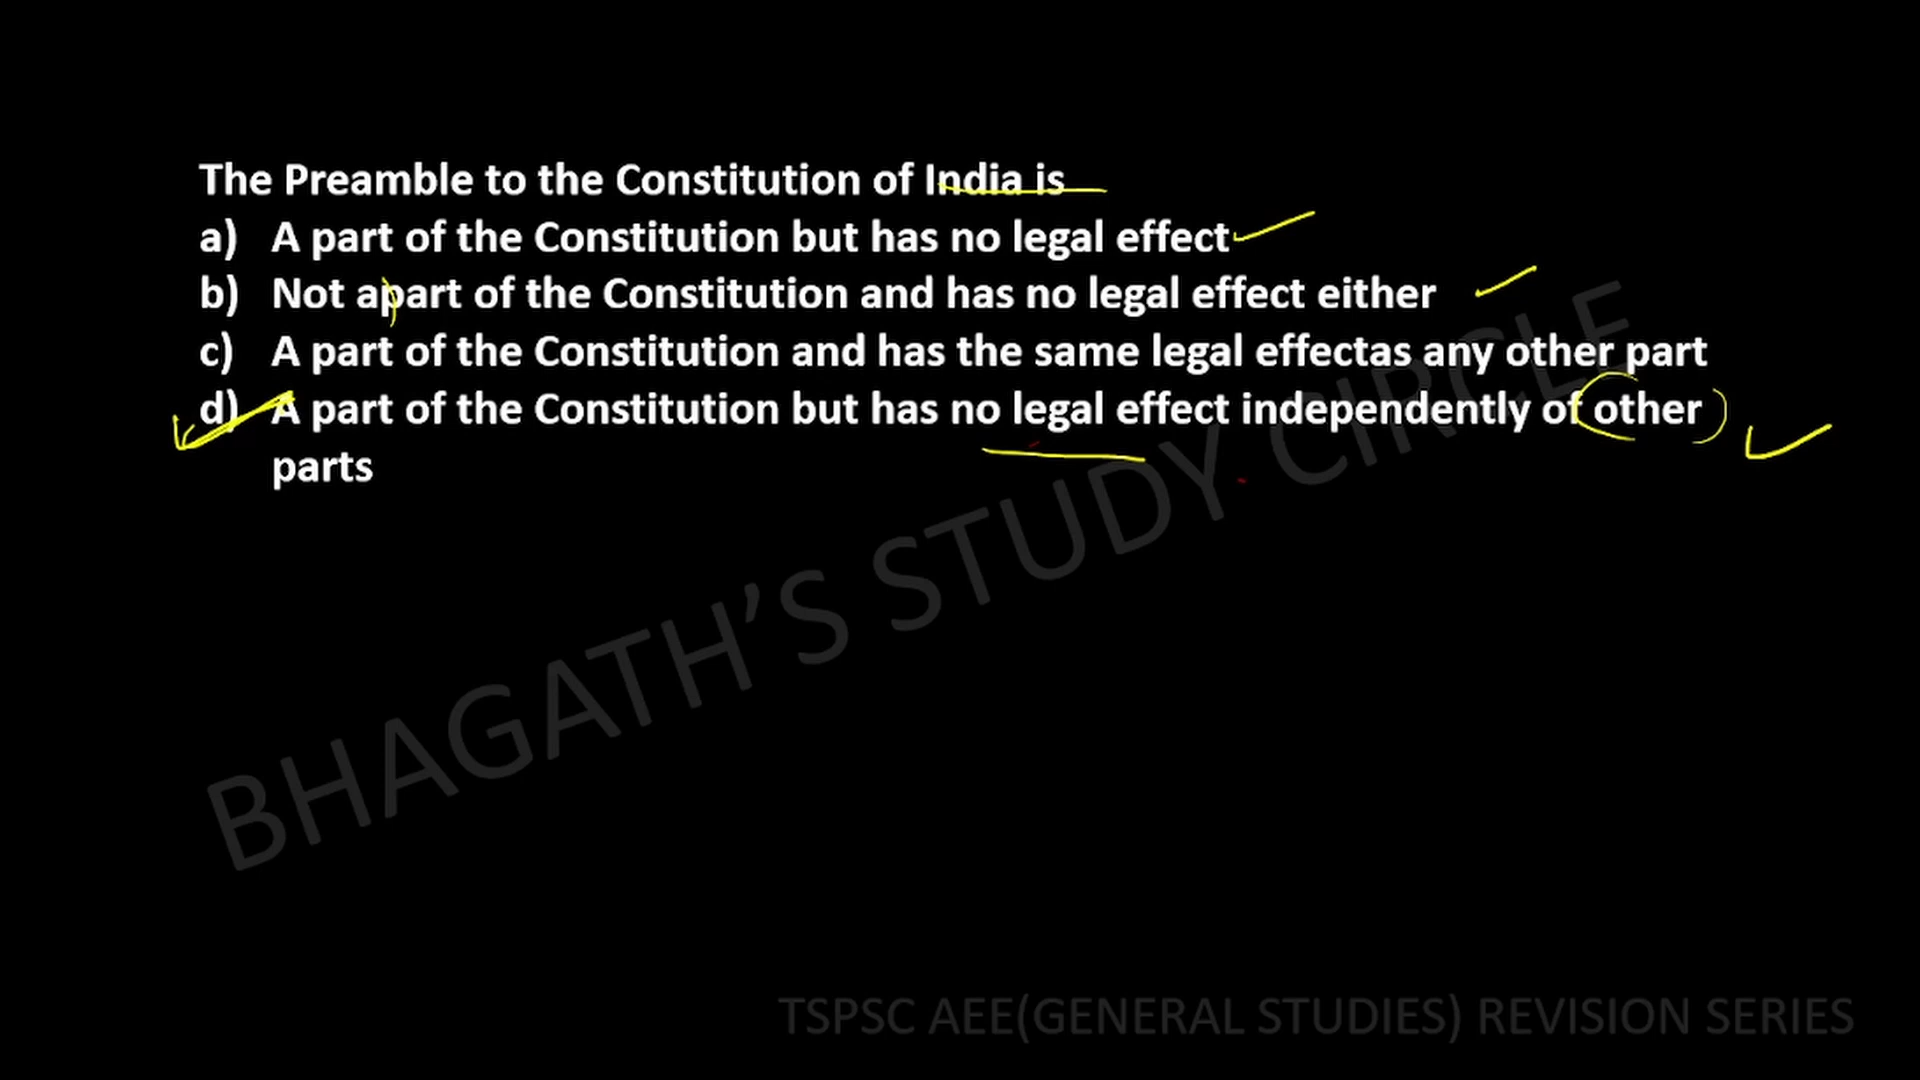 The Preamble to the Constitution of India is
a) A part of the Constitution but has no legal effect
b) Not apart of the Constitution and has no legal effect either
c) A part of the Constitution and has the same legal effectas any other part
d) A part of the Constitution but has no legal effect independently of other
parts
BHAGATH'S STUDY CIRCLE
TSPSC AEE(GENERAL STUDIES) REVISION SERIES